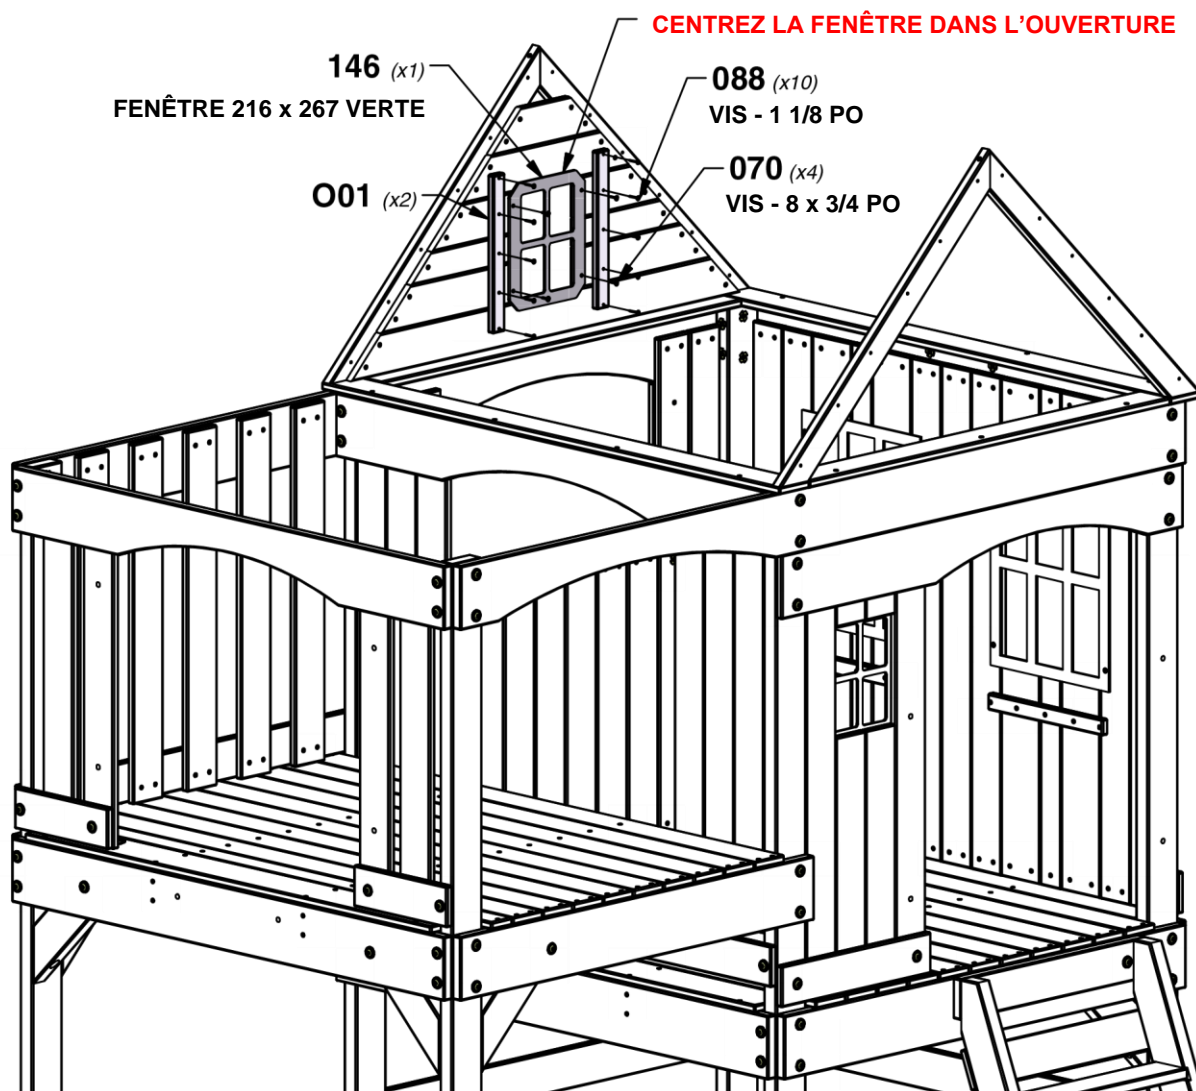 CENTREZ LA FENÊTRE DANS L'OUVERTURE
146 (x1)
FENÊTRE 216 x 267 VERTE
088 (x10)
VIS - 1 1/8 PO
O01 (x2)
070 (x4)
VIS - 8 x 3/4 PO